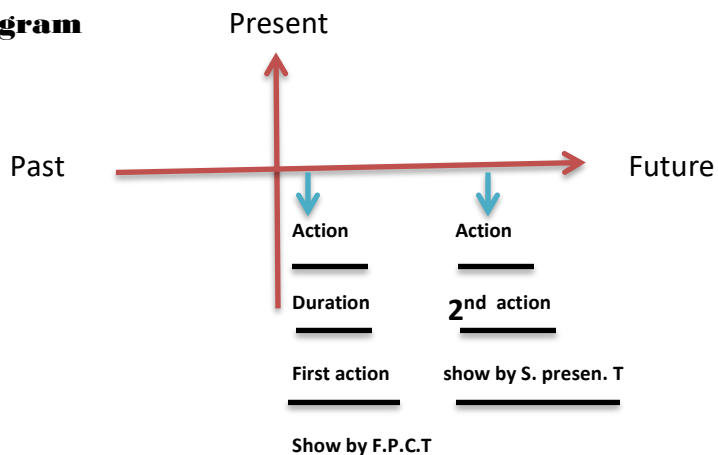 gram
Present
Past Future
Action Action
Duration 2nd action
First action show by S. presen. T
Show by F.P.C.T